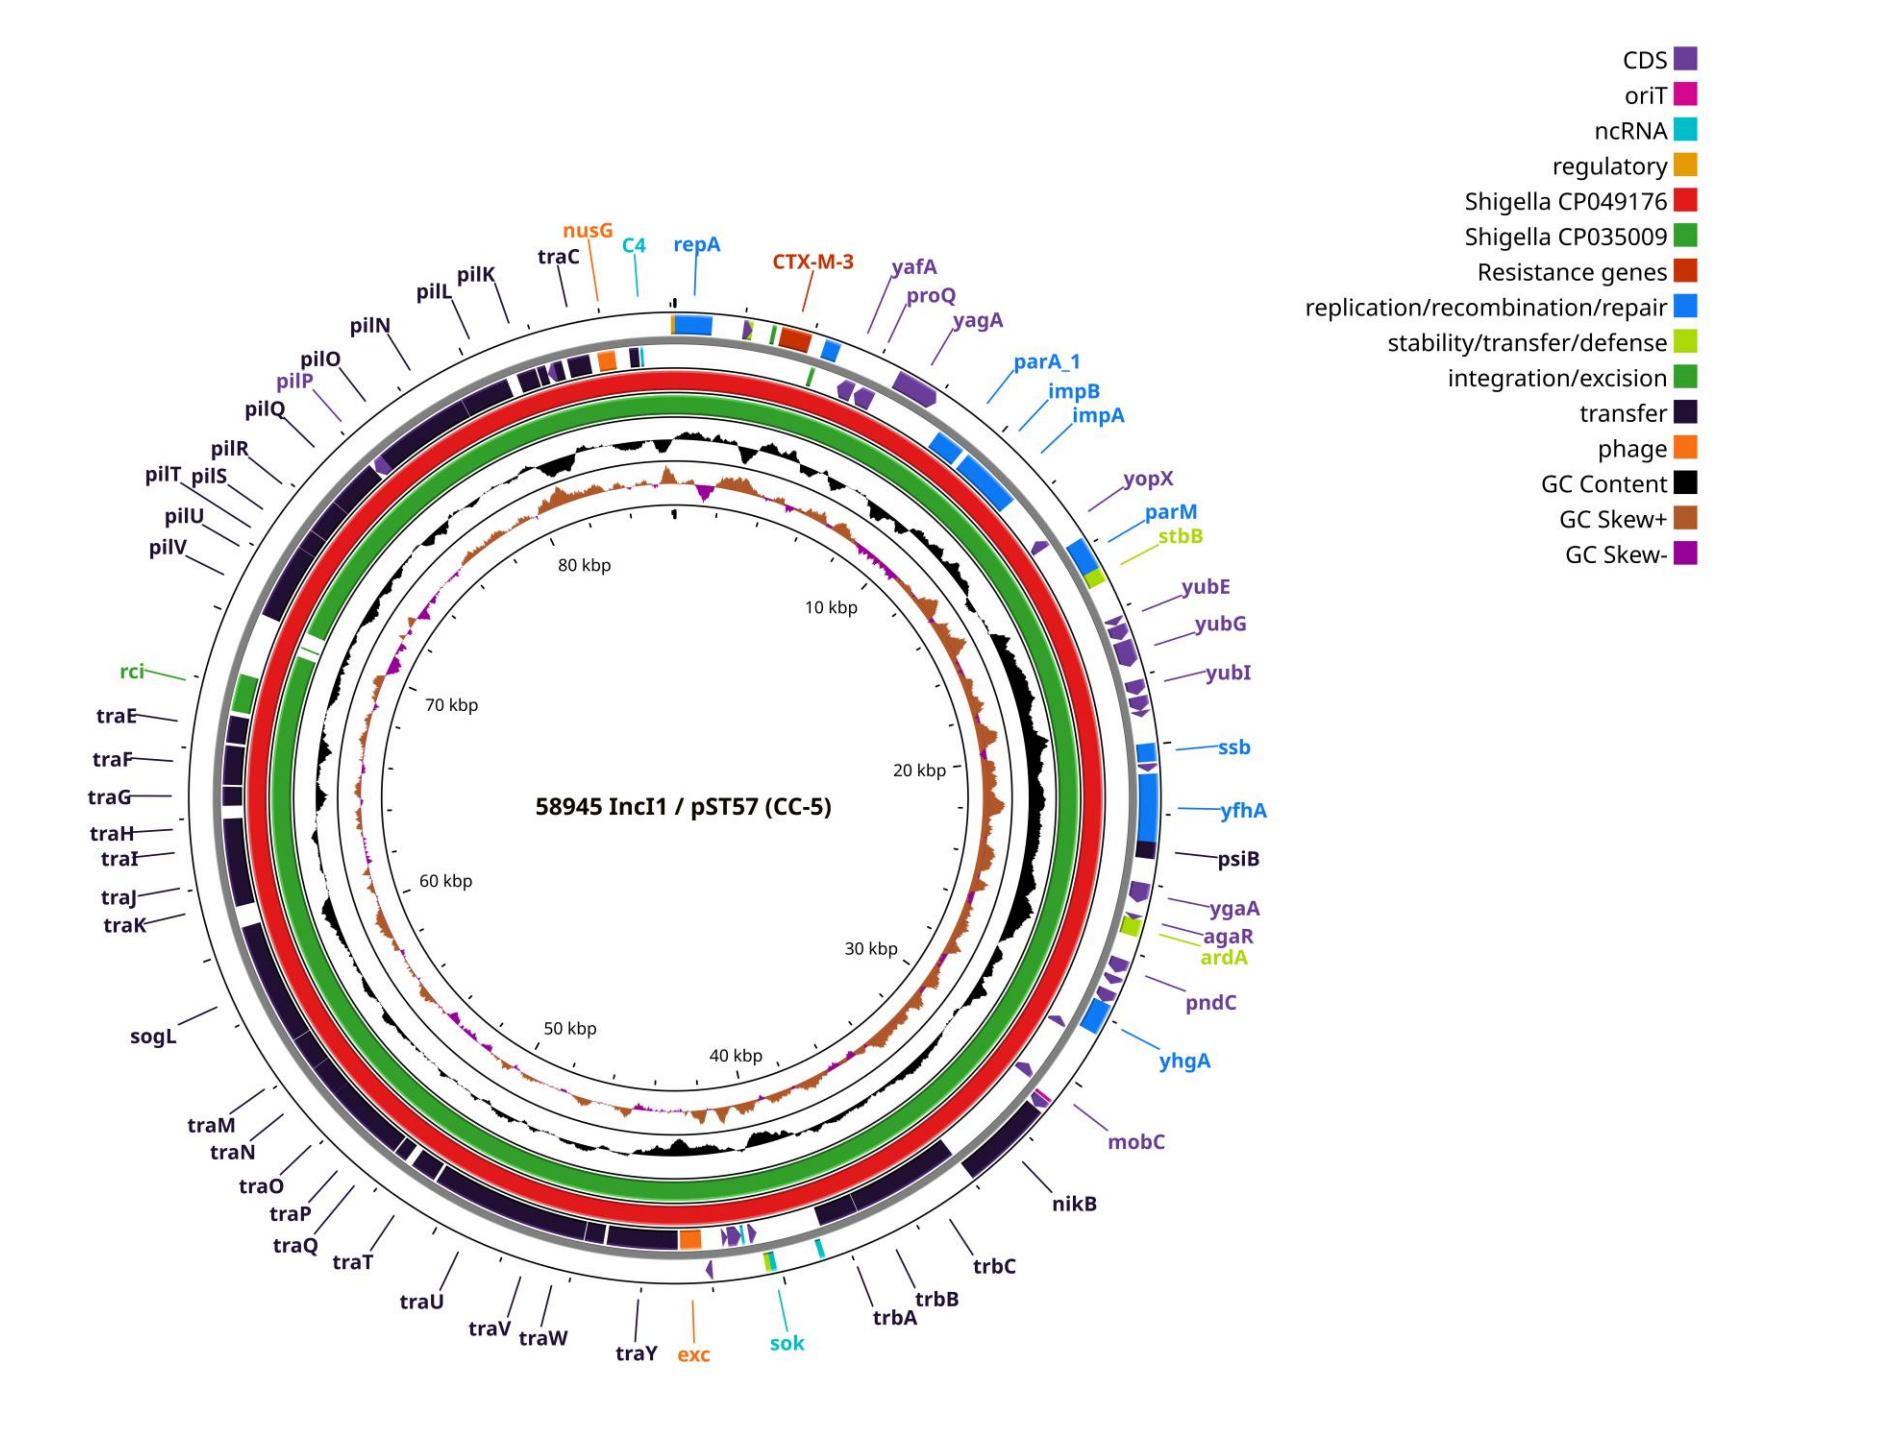 CDS
oriT
ncRNA
regulatory
Shigella CP049176
Shigella CP035009
Resistance genes
replication/recombination/repair
stability/transfer/defense
integration/excision
transfer
phage
GC Content
GC Skew+
GC Skew-
nusG
C4
repA
CTX-M-3
yafA
proQ
yagA
parA_1
impB
impA
yopX
parM
stbB
yubE
yubG
yubI
ssb
yfhA
psiB
ygaA
agaR
ardA
pndC
yhgA
mobC
nikB
trbC
trbB
trbA
sok
exc
traY
traW
traV
traU
traT
traQ
traP
traO
traN
traM
sogL
traK
traJ
traI
traH
traG
traF
traE
rci
pilV
pilU
pilT
pilS
pilR
pilQ
pilP
pilO
pilN
pilL
pilK
traC
80 kbp
10 kbp
70 kbp
20 kbp
58945 IncI1 / pST57 (CC-5)
60 kbp
30 kbp
50 kbp
40 kbp